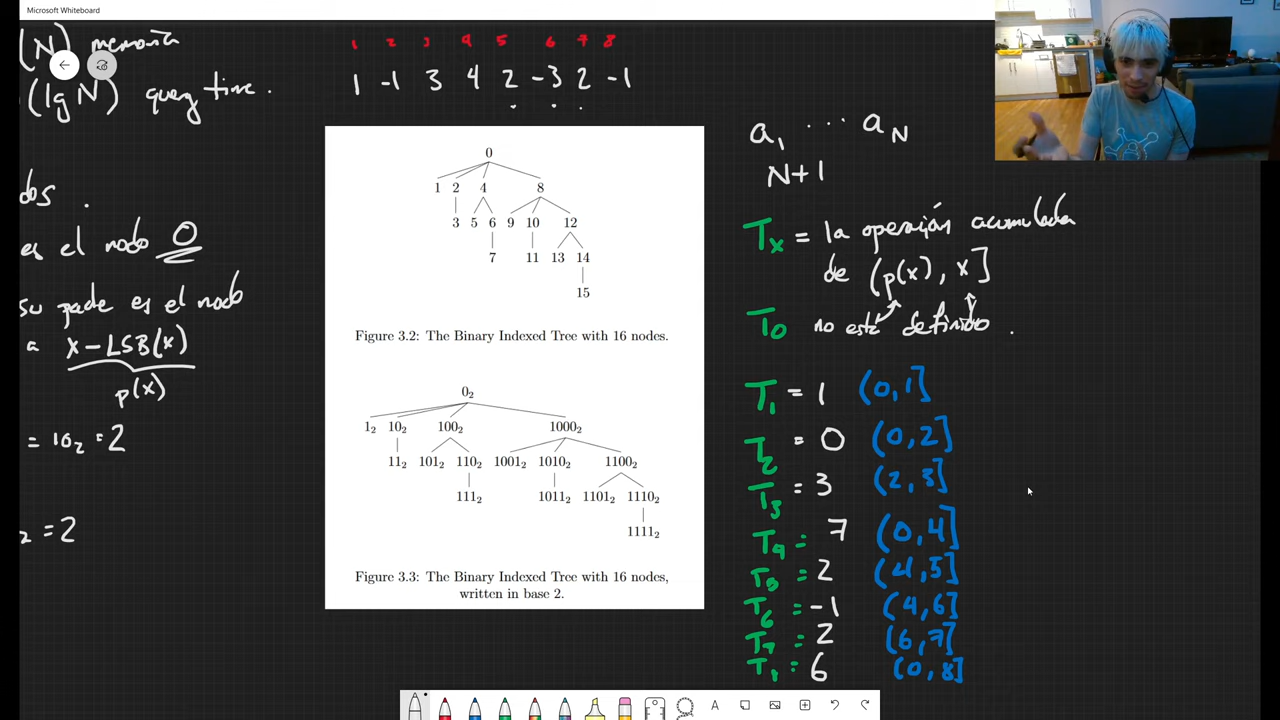 Microsoft Whiteboard
(N) memoria
(lgN) query time.
dos.
es el nodo 0
su padre es el nodo
a x-LSB(x)
p(x)
= 10₂ = 2
₂ = 2
1 2 3 4 5 6 7 8
1 -1 3 4 2 -3 2 -1
0
1 2 4 8
3 5 6 9 10 12
7 11 13 14
15
Figure 3.2: The Binary Indexed Tree with 16 nodes.
0₂
1₂ 10₂ 100₂ 1000₂
11₂ 101₂ 110₂ 1001₂ 1010₂ 1100₂
111₂ 1011₂ 1101₂ 1110₂
1111₂
Figure 3.3: The Binary Indexed Tree with 16 nodes,
written in base 2.
a₁ ... a_N
N+1
Tx = la operación acumulada
de (p(x), x]
T₀ no está definido.
T₁ = 1 (0,1]
T₂ = 0 (0,2]
T₃ = 3 (2,3]
T₄ = 7 (0,4]
T₅ = 2 (4,5]
T₆ = -1 (4,6]
T₇ = 2 (6,7]
T₈ = 6 (0,8]
A